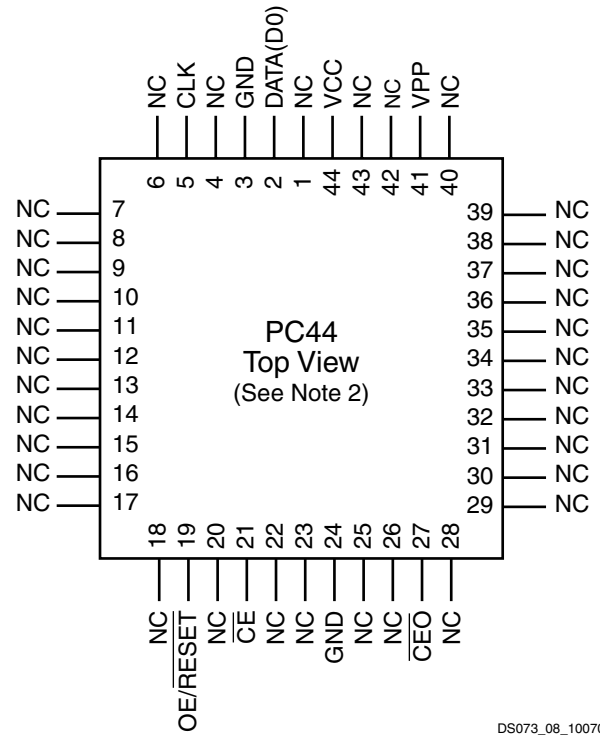 NC CLK NC GND DATA(D0) NC VCC NC NC VPP NC
6 5 4 3 2 1 44 43 42 41 40
NC 7 39 NC
NC 8 38 NC
NC 9 37 NC
NC 10 36 NC
NC 11 35 NC
NC 12 34 NC
NC 13 33 NC
NC 14 32 NC
NC 15 31 NC
NC 16 30 NC
NC 17 29 NC
PC44
Top View
(See Note 2)
18 19 20 21 22 23 24 25 26 27 28
NC OE/RESET NC CE NC NC GND NC NC CEO NC
DS073_08_10070